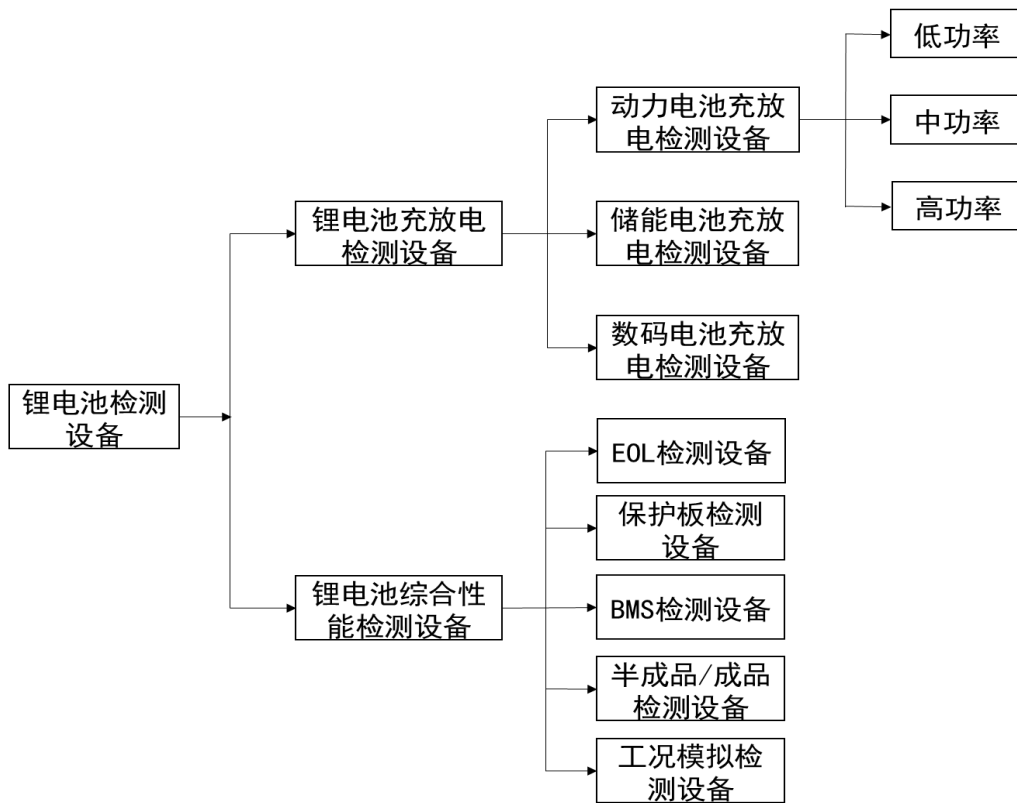 低功率
动力电池充放
电检测设备
中功率
高功率
锂电池充放电
检测设备
储能电池充放
电检测设备
数码电池充放
电检测设备
锂电池检测
设备
EOL检测设备
保护板检测
设备
锂电池综合性
能检测设备
BMS检测设备
半成品/成品
检测设备
工况模拟检
测设备